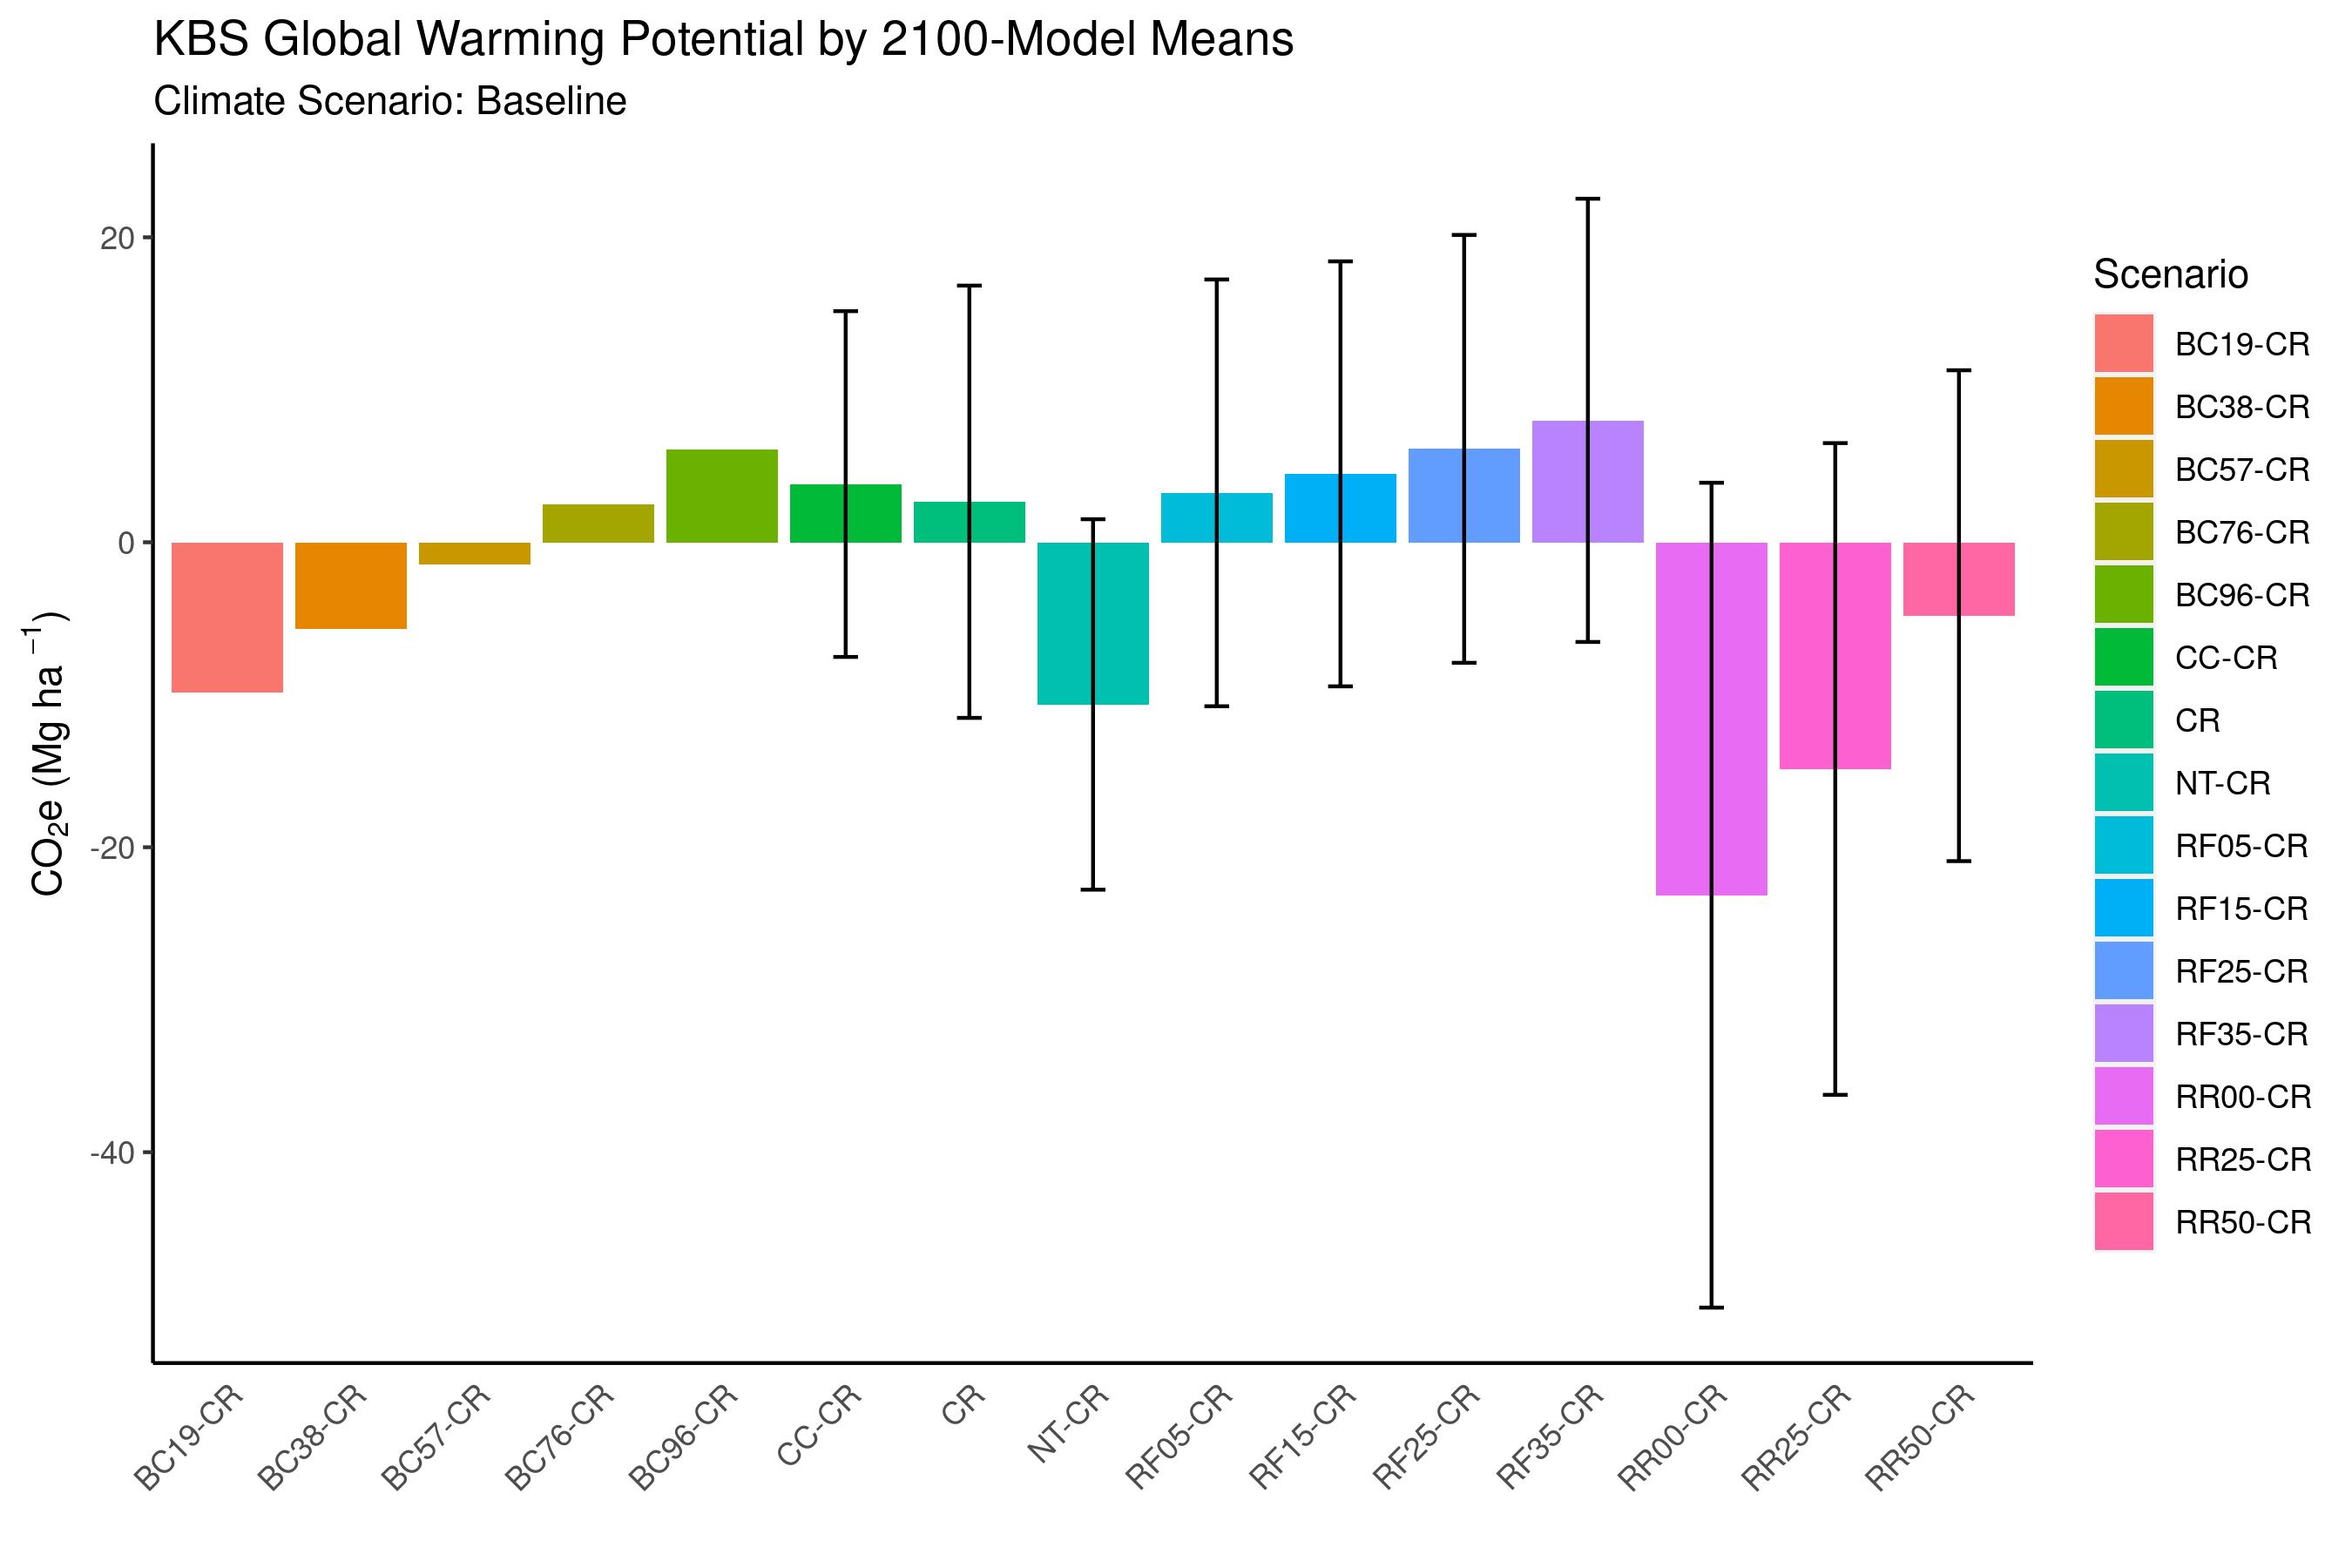 KBS Global Warming Potential by 2100-Model Means
Climate Scenario: Baseline
CO₂e (Mg ha ⁻¹)
20
0
-20
-40
BC19-CR
BC38-CR
BC57-CR
BC76-CR
BC96-CR
CC-CR
CR
NT-CR
RF05-CR
RF15-CR
RF25-CR
RF35-CR
RR00-CR
RR25-CR
RR50-CR
Scenario
BC19-CR
BC38-CR
BC57-CR
BC76-CR
BC96-CR
CC-CR
CR
NT-CR
RF05-CR
RF15-CR
RF25-CR
RF35-CR
RR00-CR
RR25-CR
RR50-CR